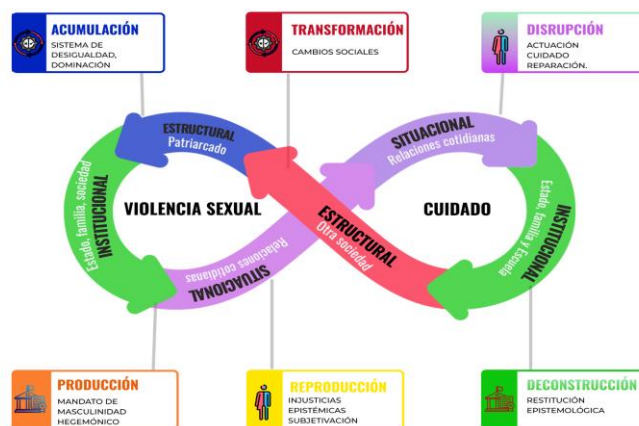 ACUMULACIÓN
SISTEMA DE
DESIGUALDAD,
DOMINACIÓN
TRANSFORMACIÓN
CAMBIOS SOCIALES
DISRUPCIÓN
ACTUACIÓN
CUIDADO
REPARACIÓN.
ESTRUCTURAL
Patriarcado
SITUACIONAL
Relaciones cotidianas
Estado, familia, sociedad
INSTITUCIONAL
VIOLENCIA SEXUAL
ESTRUCTURAL
Otra sociedad
CUIDADO
Estado, familia y Escuela
INSTITUCIONAL
Relaciones cotidianas
SITUACIONAL
PRODUCCIÓN
MANDATO DE
MASCULINIDAD
HEGEMÓNICO
REPRODUCCIÓN
INJUSTICIAS
EPISTÉMICAS
SUBJETIVACIÓN
DECONSTRUCCIÓN
RESTITUCIÓN
EPISTEMOLÓGICA